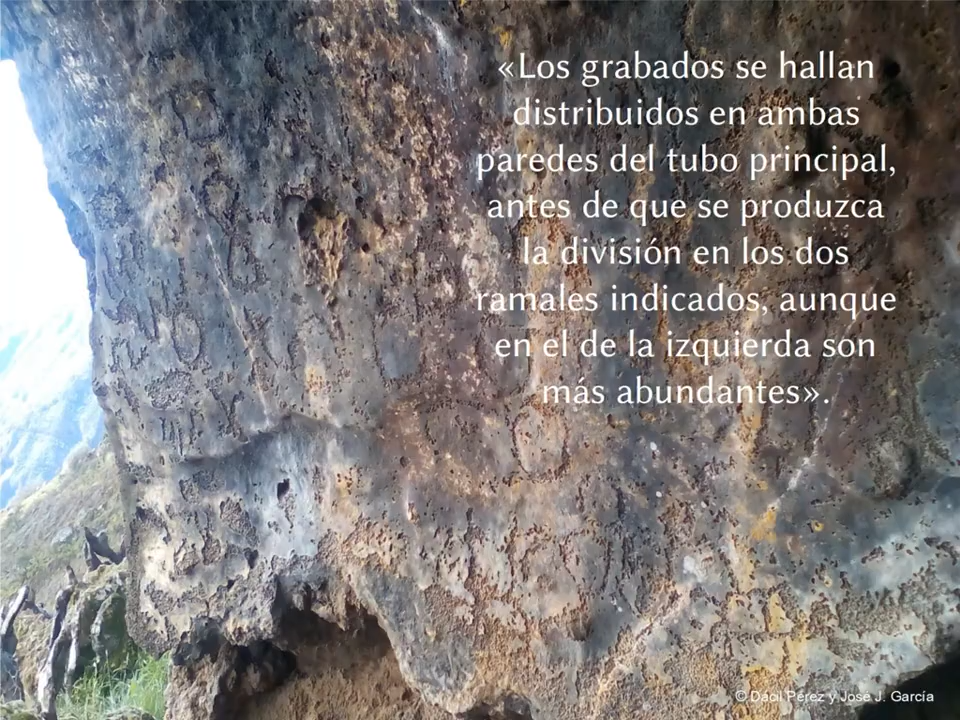 «Los grabados se hallan
distribuidos en ambas
paredes del tubo principal,
antes de que se produzca
la división en los dos
ramales indicados, aunque
en el de la izquierda son
más abundantes».
© Dácil Pérez y José J. García